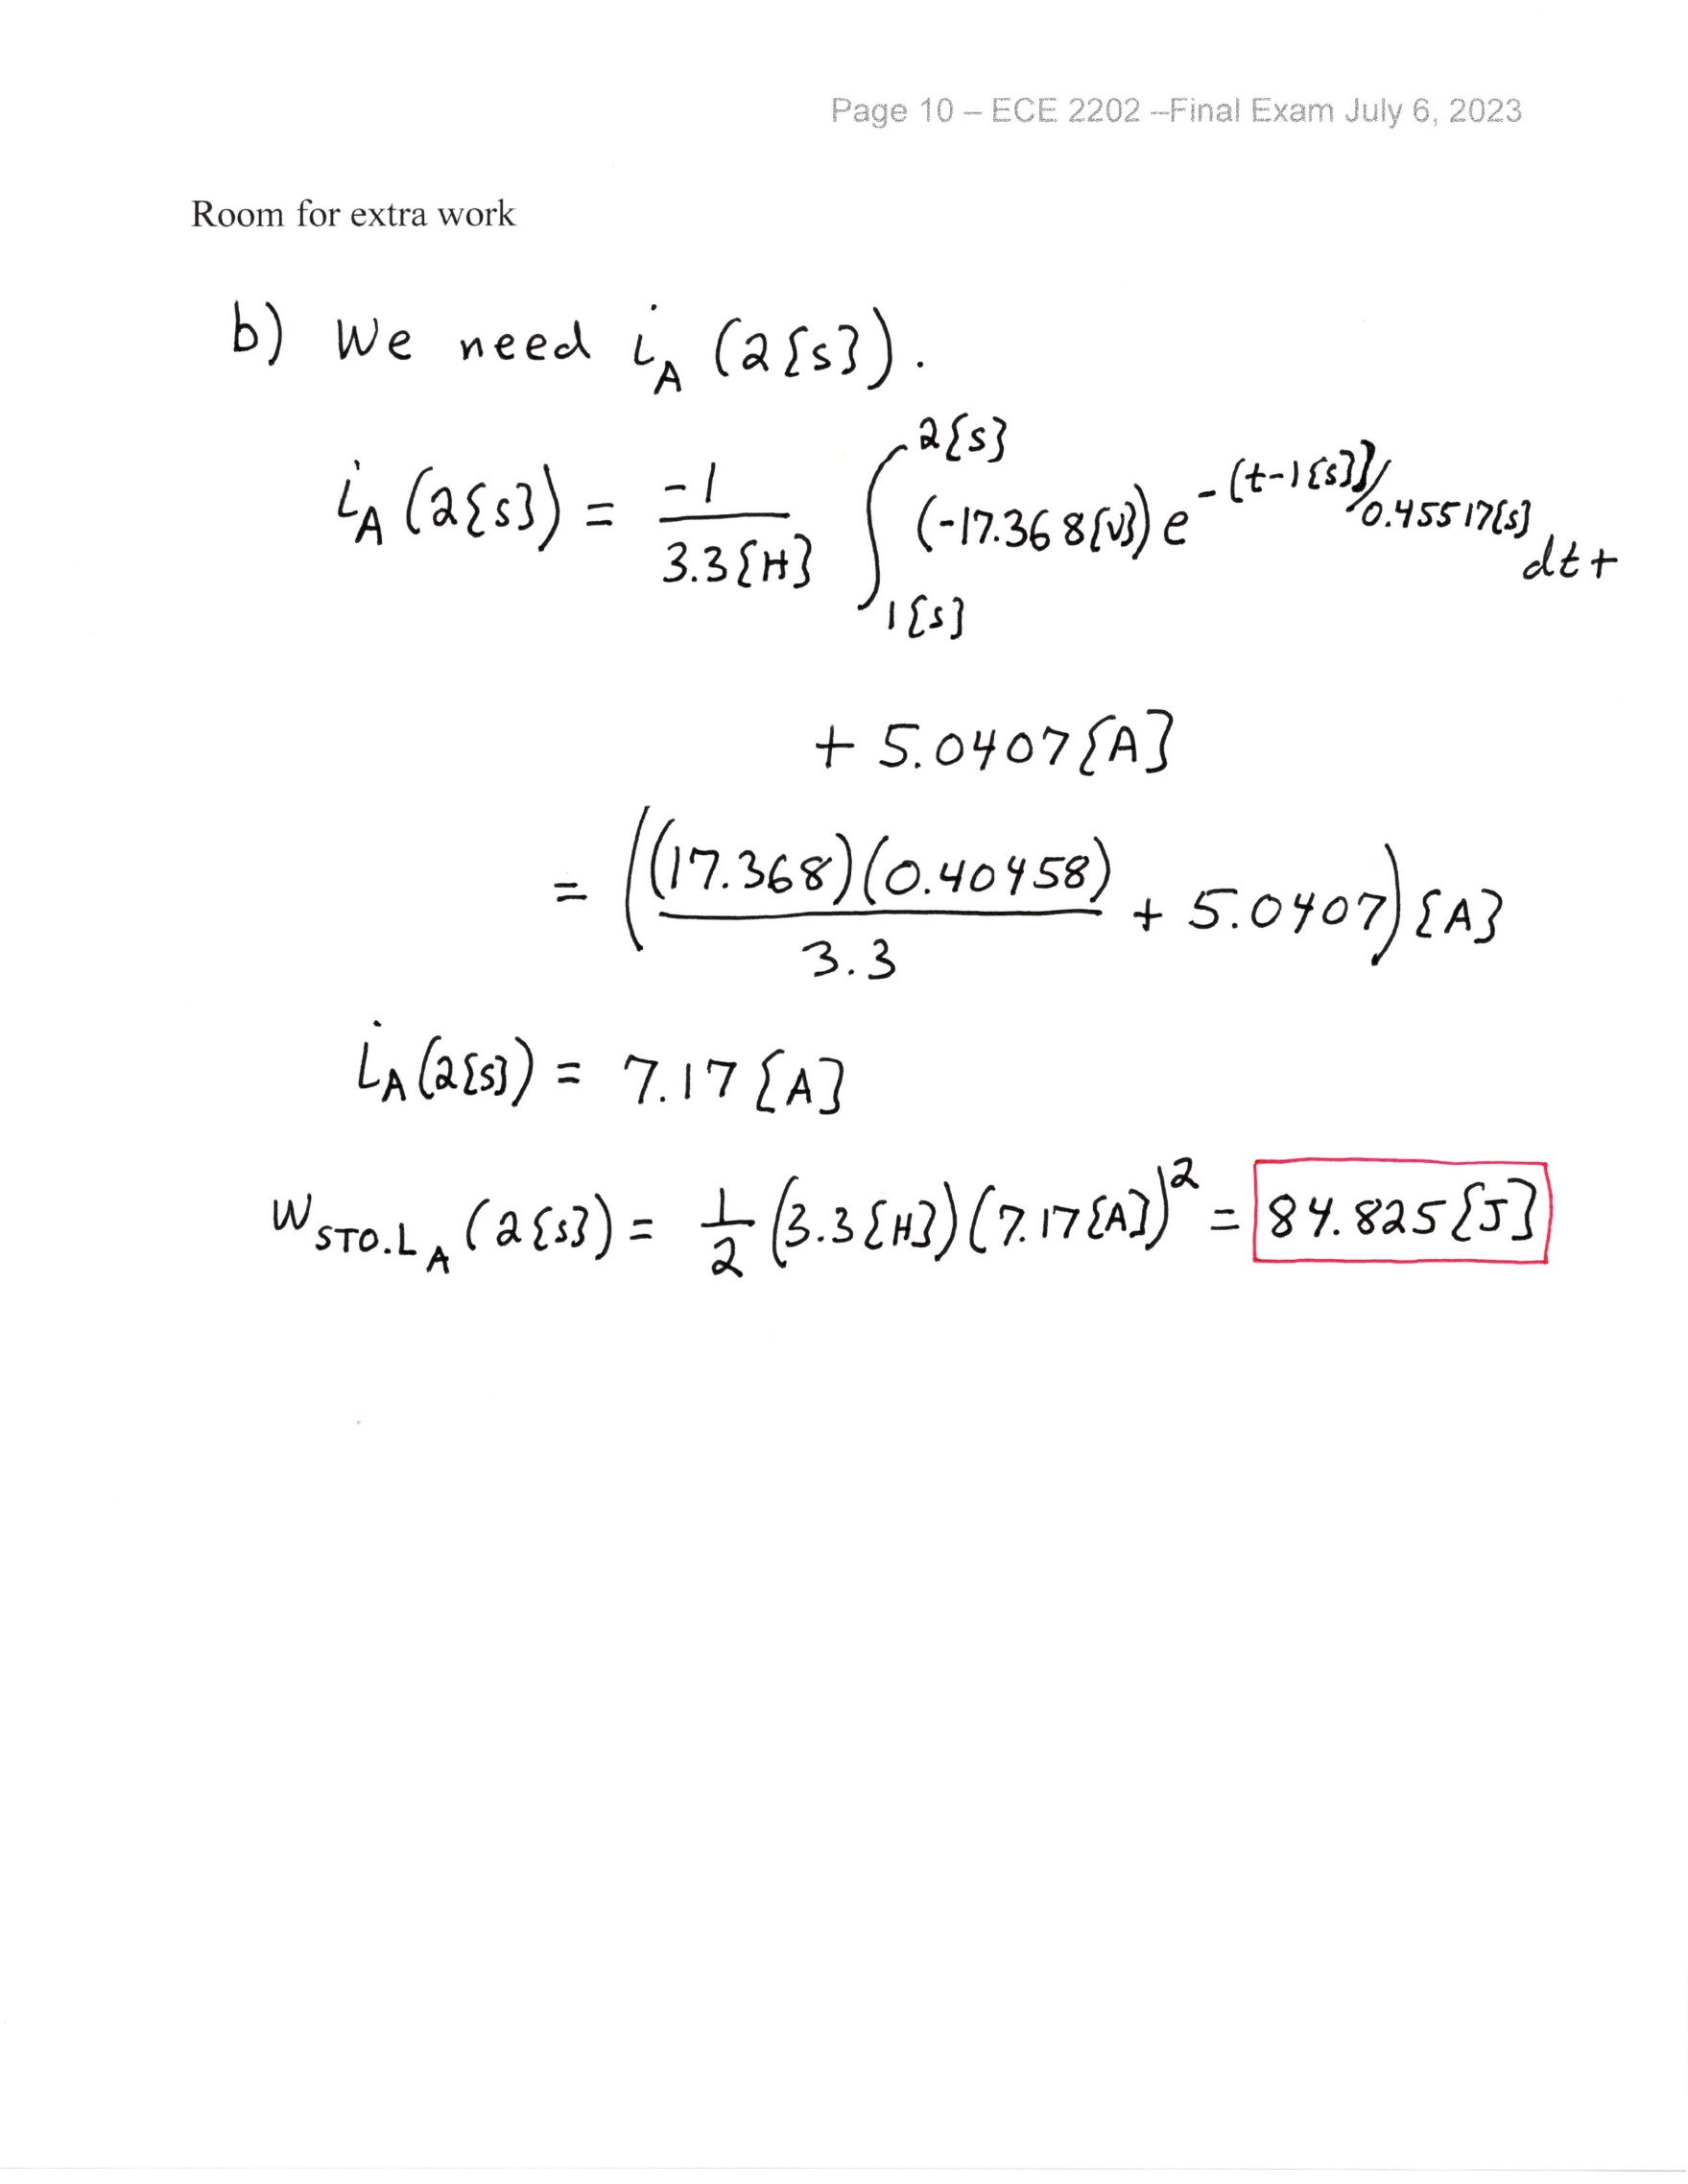 Page 10 – ECE 2202 –Final Exam July 6, 2023
Room for extra work
b) We need i_A (2{s}).
i_A (2{s}) = -1/3.3{H} ∫_{1{s}}^{2{s}} (-17.368{V}) e^{-(t-1{s})/0.45517{s}} dt +
+ 5.0407{A}
= ((17.368)(0.40458)/3.3 + 5.0407) {A}
i_A(2{s}) = 7.17 {A}
W_{STO.L_A} (2{s}) = 1/2 (3.3{H})(7.17{A})^2 = 84.825{J}